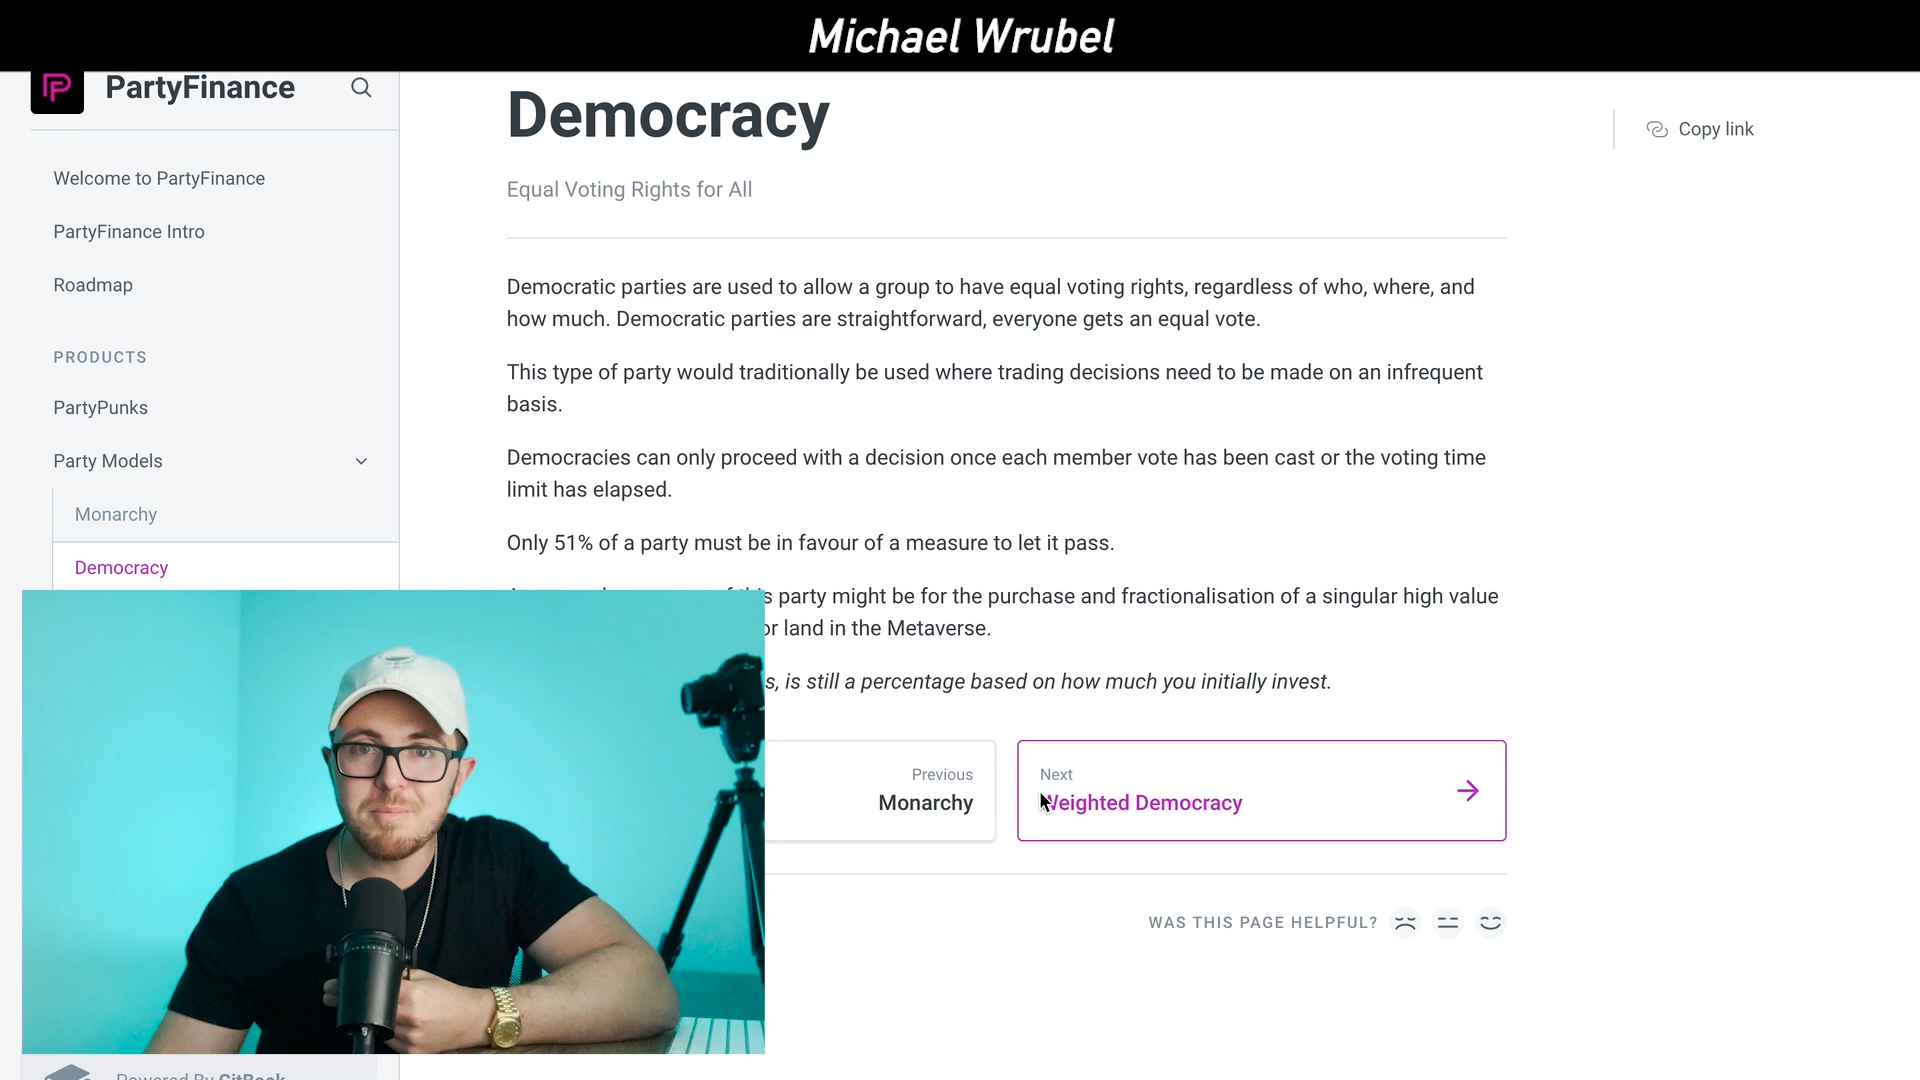 Michael Wrubel
PartyFinance
Welcome to PartyFinance
PartyFinance Intro
Roadmap
PRODUCTS
PartyPunks
Party Models
Monarchy
Democracy
Democracy
Equal Voting Rights for All
Copy link
Democratic parties are used to allow a group to have equal voting rights, regardless of who, where, and
how much. Democratic parties are straightforward, everyone gets an equal vote.
This type of party would traditionally be used where trading decisions need to be made on an infrequent
basis.
Democracies can only proceed with a decision once each member vote has been cast or the voting time
limit has elapsed.
Only 51% of a party must be in favour of a measure to let it pass.
party might be for the purchase and fractionalisation of a singular high value
or land in the Metaverse.
is still a percentage based on how much you initially invest.
Previous
Monarchy
Next
Weighted Democracy
WAS THIS PAGE HELPFUL?
Powered By GitBook